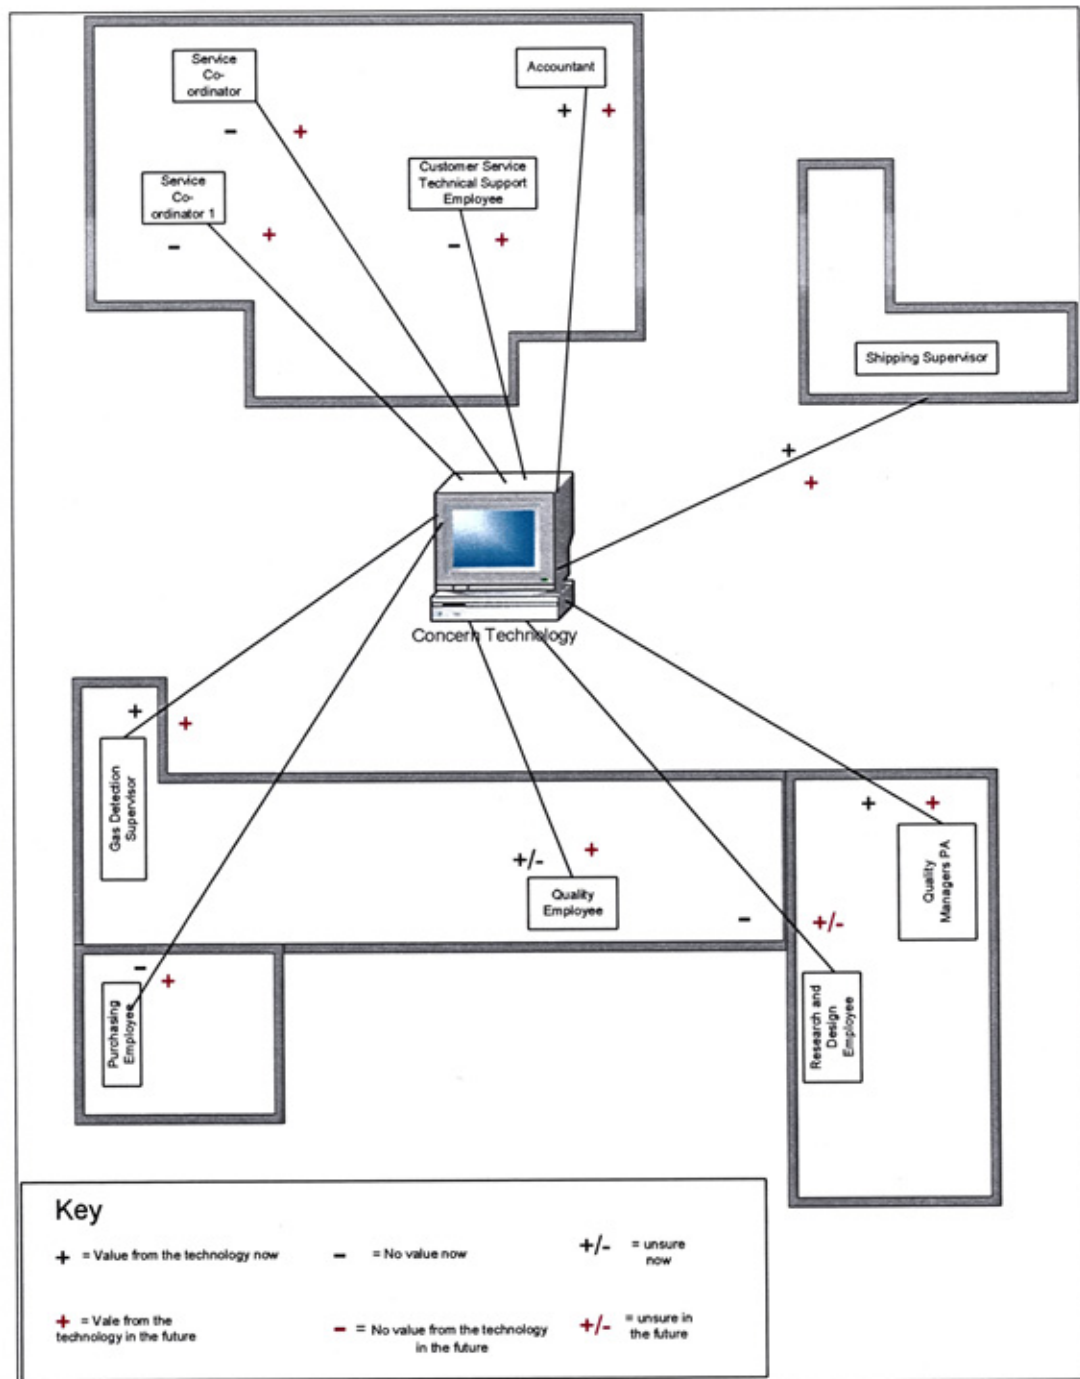 Service
Co-
ordinator
Accountant
- +
+ +
Customer Service
Technical Support
Employee
Service
Co-
ordinator 1
- +
- +
Shipping Supervisor
+
+
Concern Technology
+ +
Gas Detection
Supervisor
+ +
Quality
Managers PA
+/- +
Quality
Employee
- +/-
- +
Purchasing
Employee
Research and
Design
Employee
Key
+ = Value from the technology now
- = No value now
+/- = unsure
now
+ = Vale from the
technology in the future
- = No value from the technology
in the future
+/- = unsure in
the future